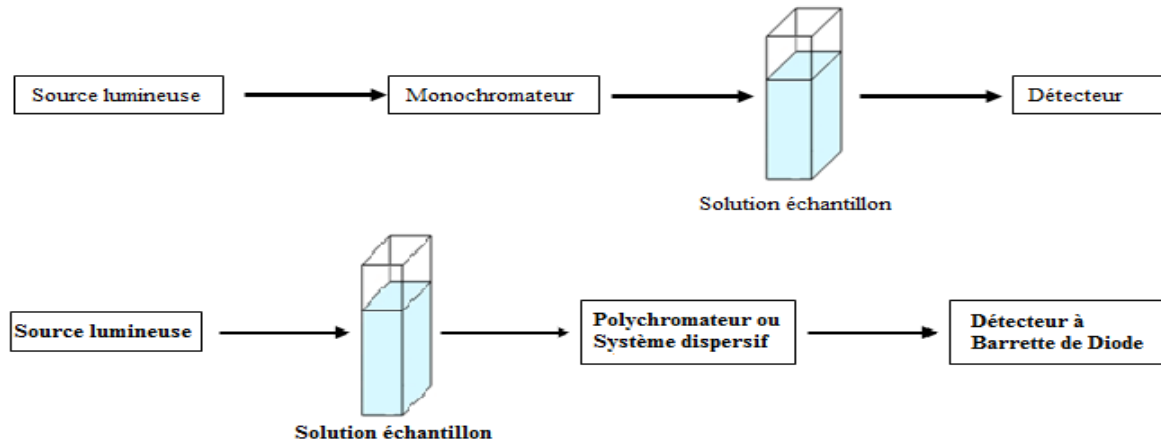 Source lumineuse
Monochromateur
Détecteur
Solution échantillon
Source lumineuse
Polychromateur ou
Système dispersif
Détecteur à
Barrette de Diode
Solution échantillon